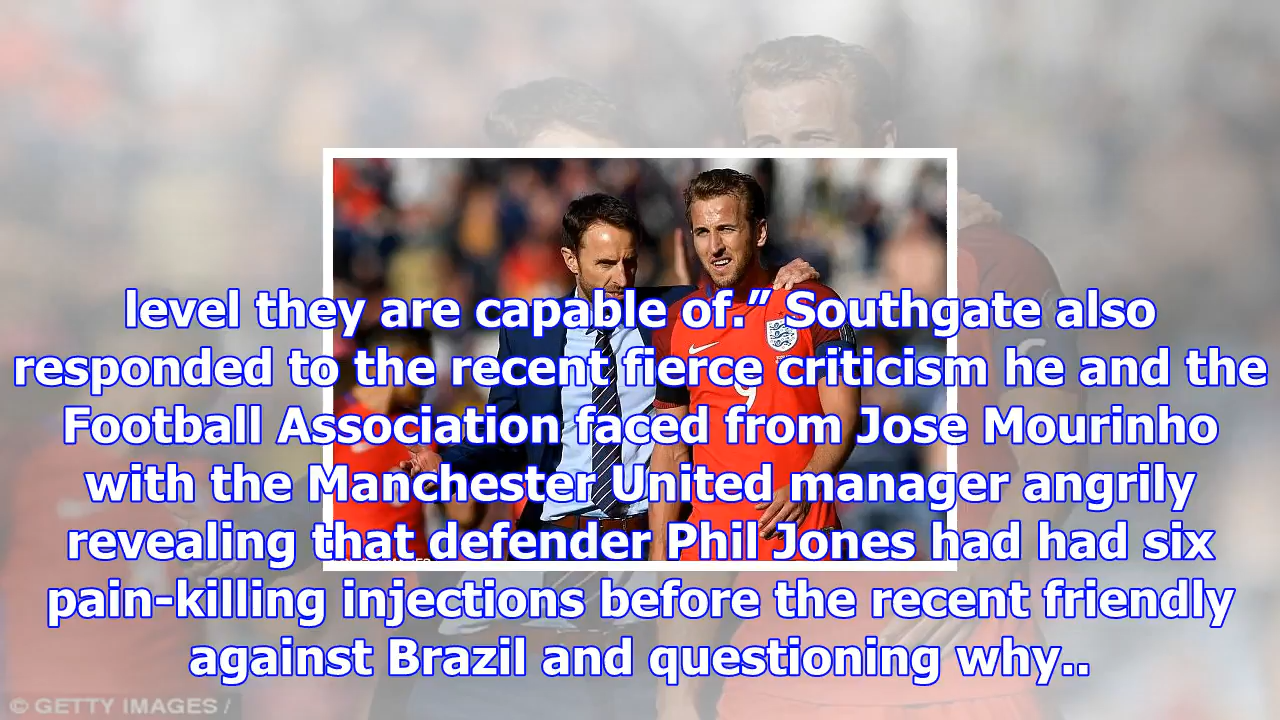 level they are capable of.” Southgate also
responded to the recent fierce criticism he and the
Football Association faced from Jose Mourinho
with the Manchester United manager angrily
revealing that defender Phil Jones had had six
pain-killing injections before the recent friendly
against Brazil and questioning why..
9
© GETTY IMAGES /